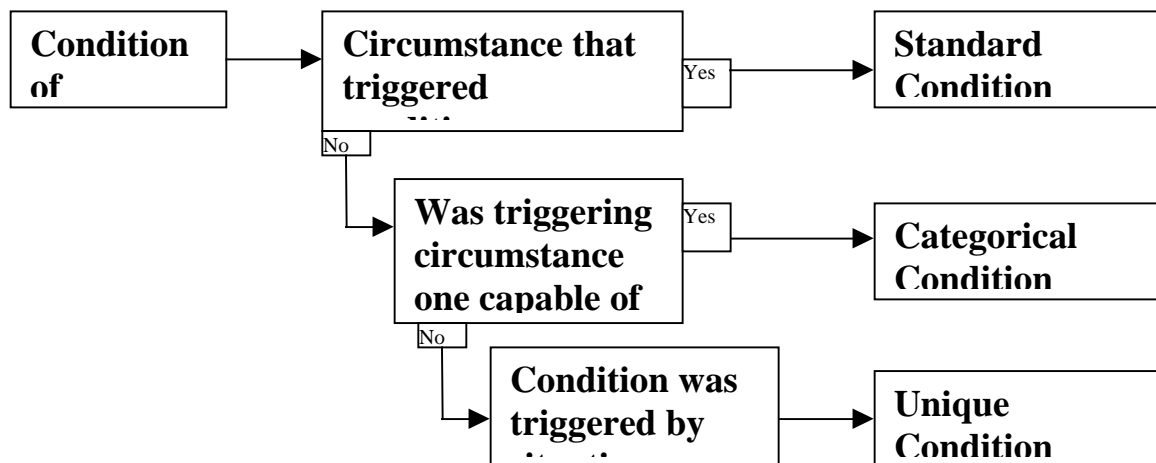 Condition
of
Circumstance that
triggered
Yes
Standard
Condition
No
Was triggering
circumstance
one capable of
Yes
Categorical
Condition
No
Condition was
triggered by
Unique
Condition